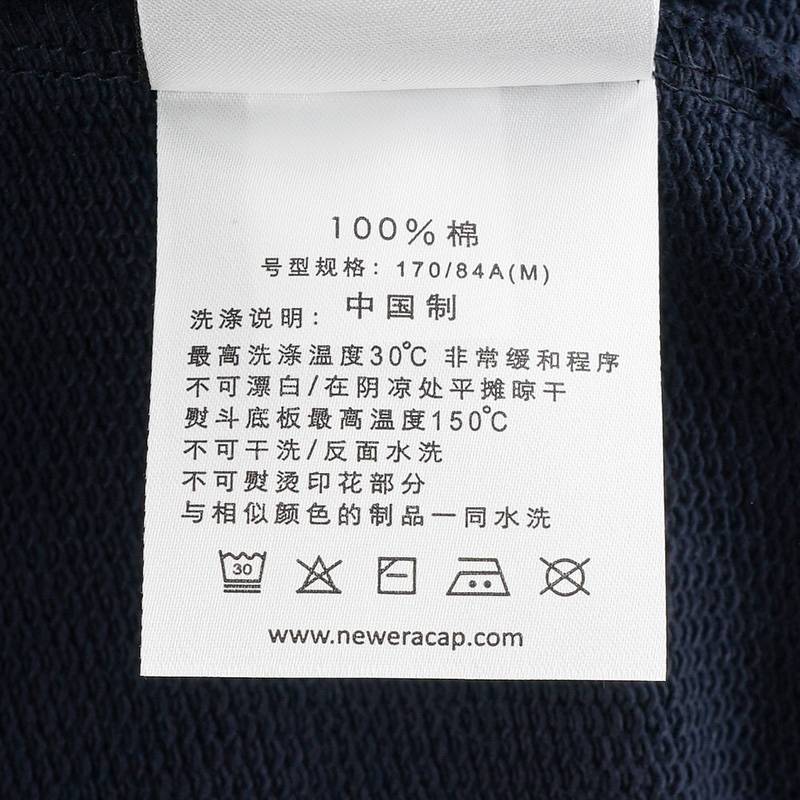 100% 棉
号型规格: 170/84A(M)
中国制
洗涤说明:
最高洗涤温度30℃ 非常缓和程序
不可漂白/在阴凉处平摊晾干
熨斗底板最高温度150℃
不可干洗/反面水洗
不可熨烫印花部分
与相似颜色的制品一同水洗
30
www.neweracap.com